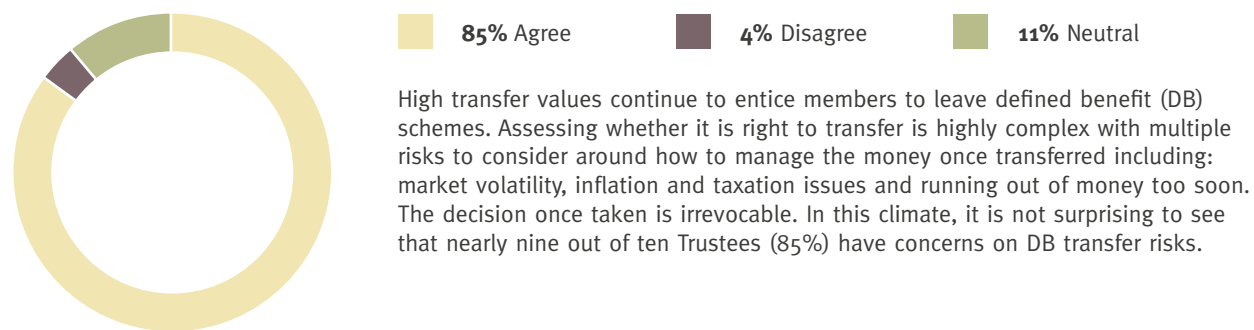 85% Agree 4% Disagree 11% Neutral
High transfer values continue to entice members to leave defined benefit (DB)
schemes. Assessing whether it is right to transfer is highly complex with multiple
risks to consider around how to manage the money once transferred including:
market volatility, inflation and taxation issues and running out of money too soon.
The decision once taken is irrevocable. In this climate, it is not surprising to see
that nearly nine out of ten Trustees (85%) have concerns on DB transfer risks.